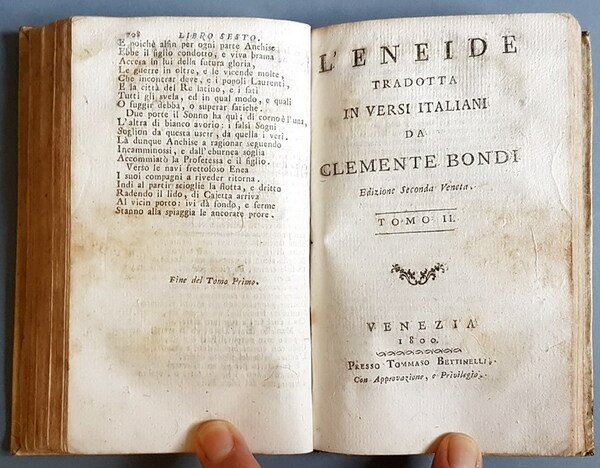 LIBRO SESTO.
E poichè alfin per ogni parte Anchise
Ebbe il figlio condotto, e viva brama
Accesa in lui della futura gloria,
Le guerre in oltre, e le vicende molte,
Che incontrar deve, e i popoli Laurenti,
E la città del Re latino, e i fati
Tutti gli svela, ed in qual modo, e quali
O fuggir debba, o superar fatiche.
Due porte il Sonno ha quì, di corno è l'una,
L'altra di bianco avorio: i falsi Sogni
Soglion da questa uscir, da quella i veri.
Là dunque Anchise a ragionar seguendo
Incamminossi, e dall'eburnea soglia
Accommiatò la Profetessa e il figlio.
Verso le navi frettoloso Enea
I suoi compagni a riveder ritorna.
Indi al partir scioglie la flotta, e dritto
Radendo il lido, di Cajetta arriva
Al vicin porto: ivi dà fondo, e ferme
Stanno alla spiaggia le ancorate prore.
Fine del Tomo Primo.
L'ENEIDE
TRADOTTA
IN VERSI ITALIANI
DA
CLEMENTE BONDI
Edizione Seconda Veneta.
TOMO II.
VENEZIA
1800.
PRESSO TOMMASO BETTINELLI.
Con Approvazione, e Privilegio.